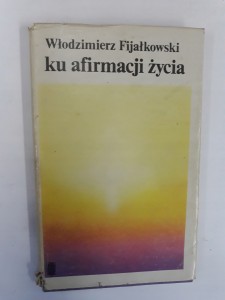 Włodzimierz Fijałkowski
ku afirmacji życia